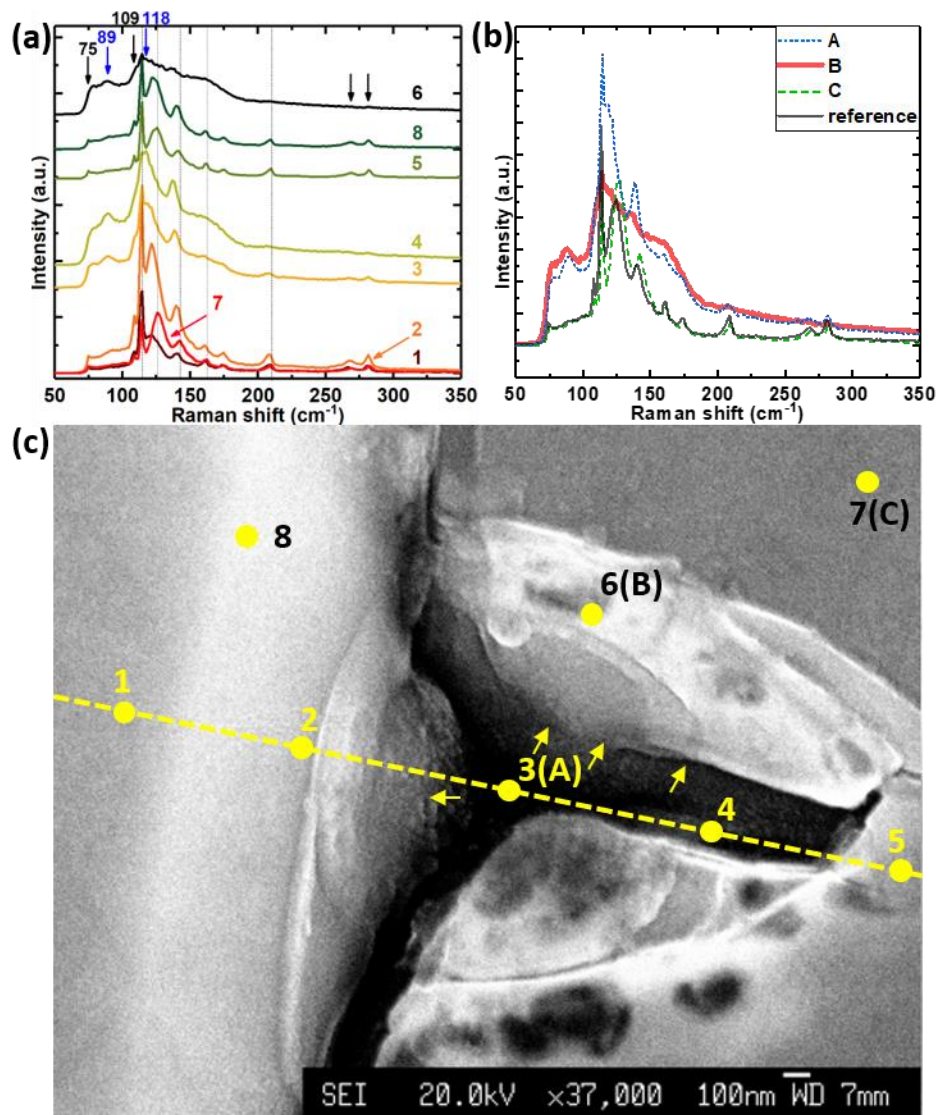 (a)
75
89
109
118
6
8
5
4
3
7
2
1
Intensity (a.u.)
50 100 150 200 250 300 350
Raman shift (cm⁻¹)
(b)
A
B
C
reference
Intensity (a.u.)
50 100 150 200 250 300 350
Raman shift (cm⁻¹)
(c)
7(C)
8
6(B)
1
2
3(A)
4
5
SEI 20.0kV ×37,000 100nm WD 7mm